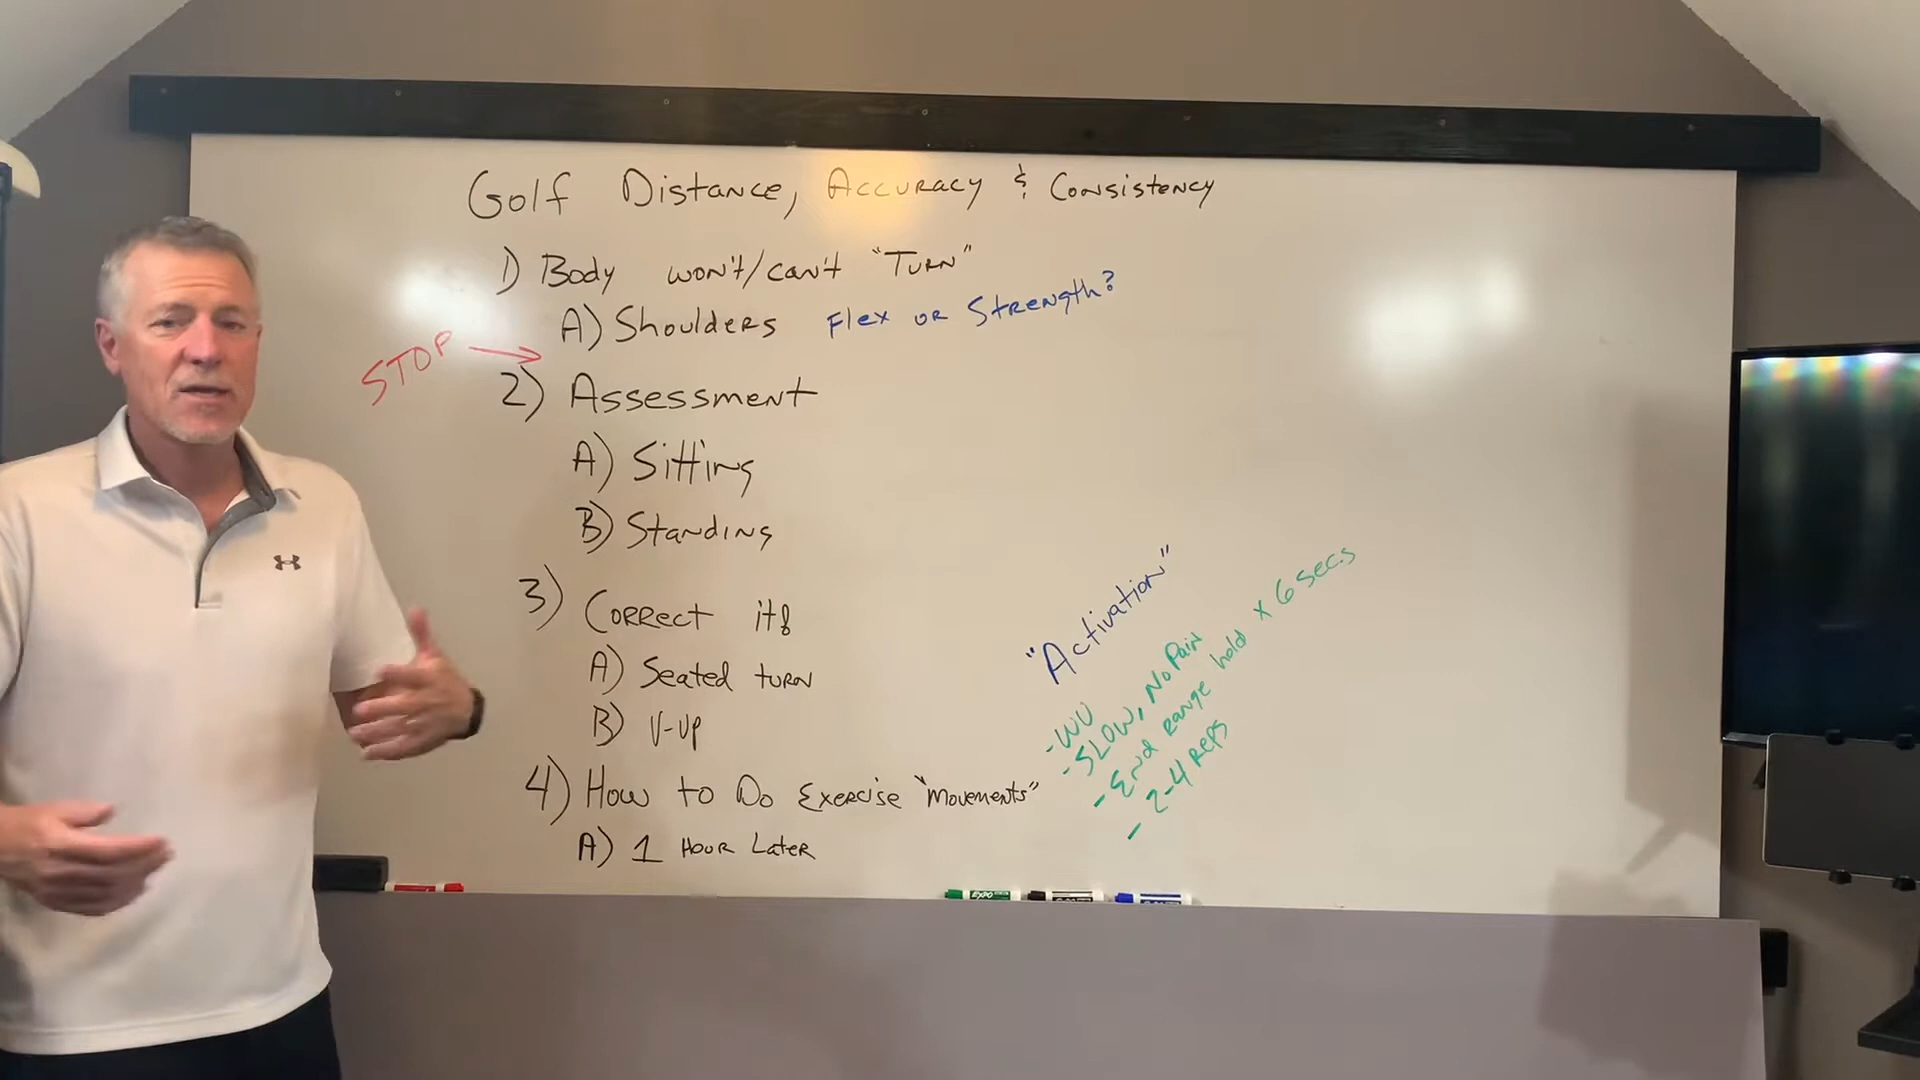 Golf Distance, Accuracy & Consistency
1) Body won't/can't "Turn"
A) Shoulders Flex or Strength?
STOP
2) Assessment
A) Sitting
B) Standing
3) Correct it!
A) Seated turn
B) V-up
4) How to Do Exercise "Movements"
A) 1 Hour Later
"Activation"
- WU
- SLOW, No Pain
- End range hold x 6 secs
- 2-4 reps
EXPO